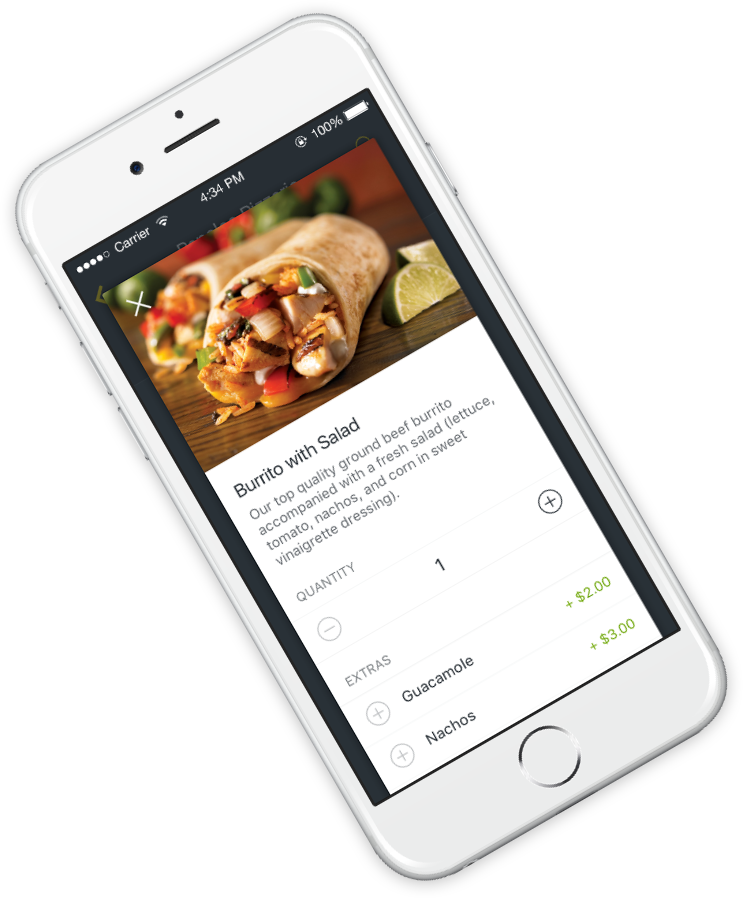 Carrier 4:34 PM 100%
Burrito with Salad
Our top quality ground beef burrito
accompanied with a fresh salad (lettuce,
tomato, nachos, and corn in sweet
vinaigrette dressing).
QUANTITY
1
EXTRAS
Guacamole + $2.00
Nachos + $3.00